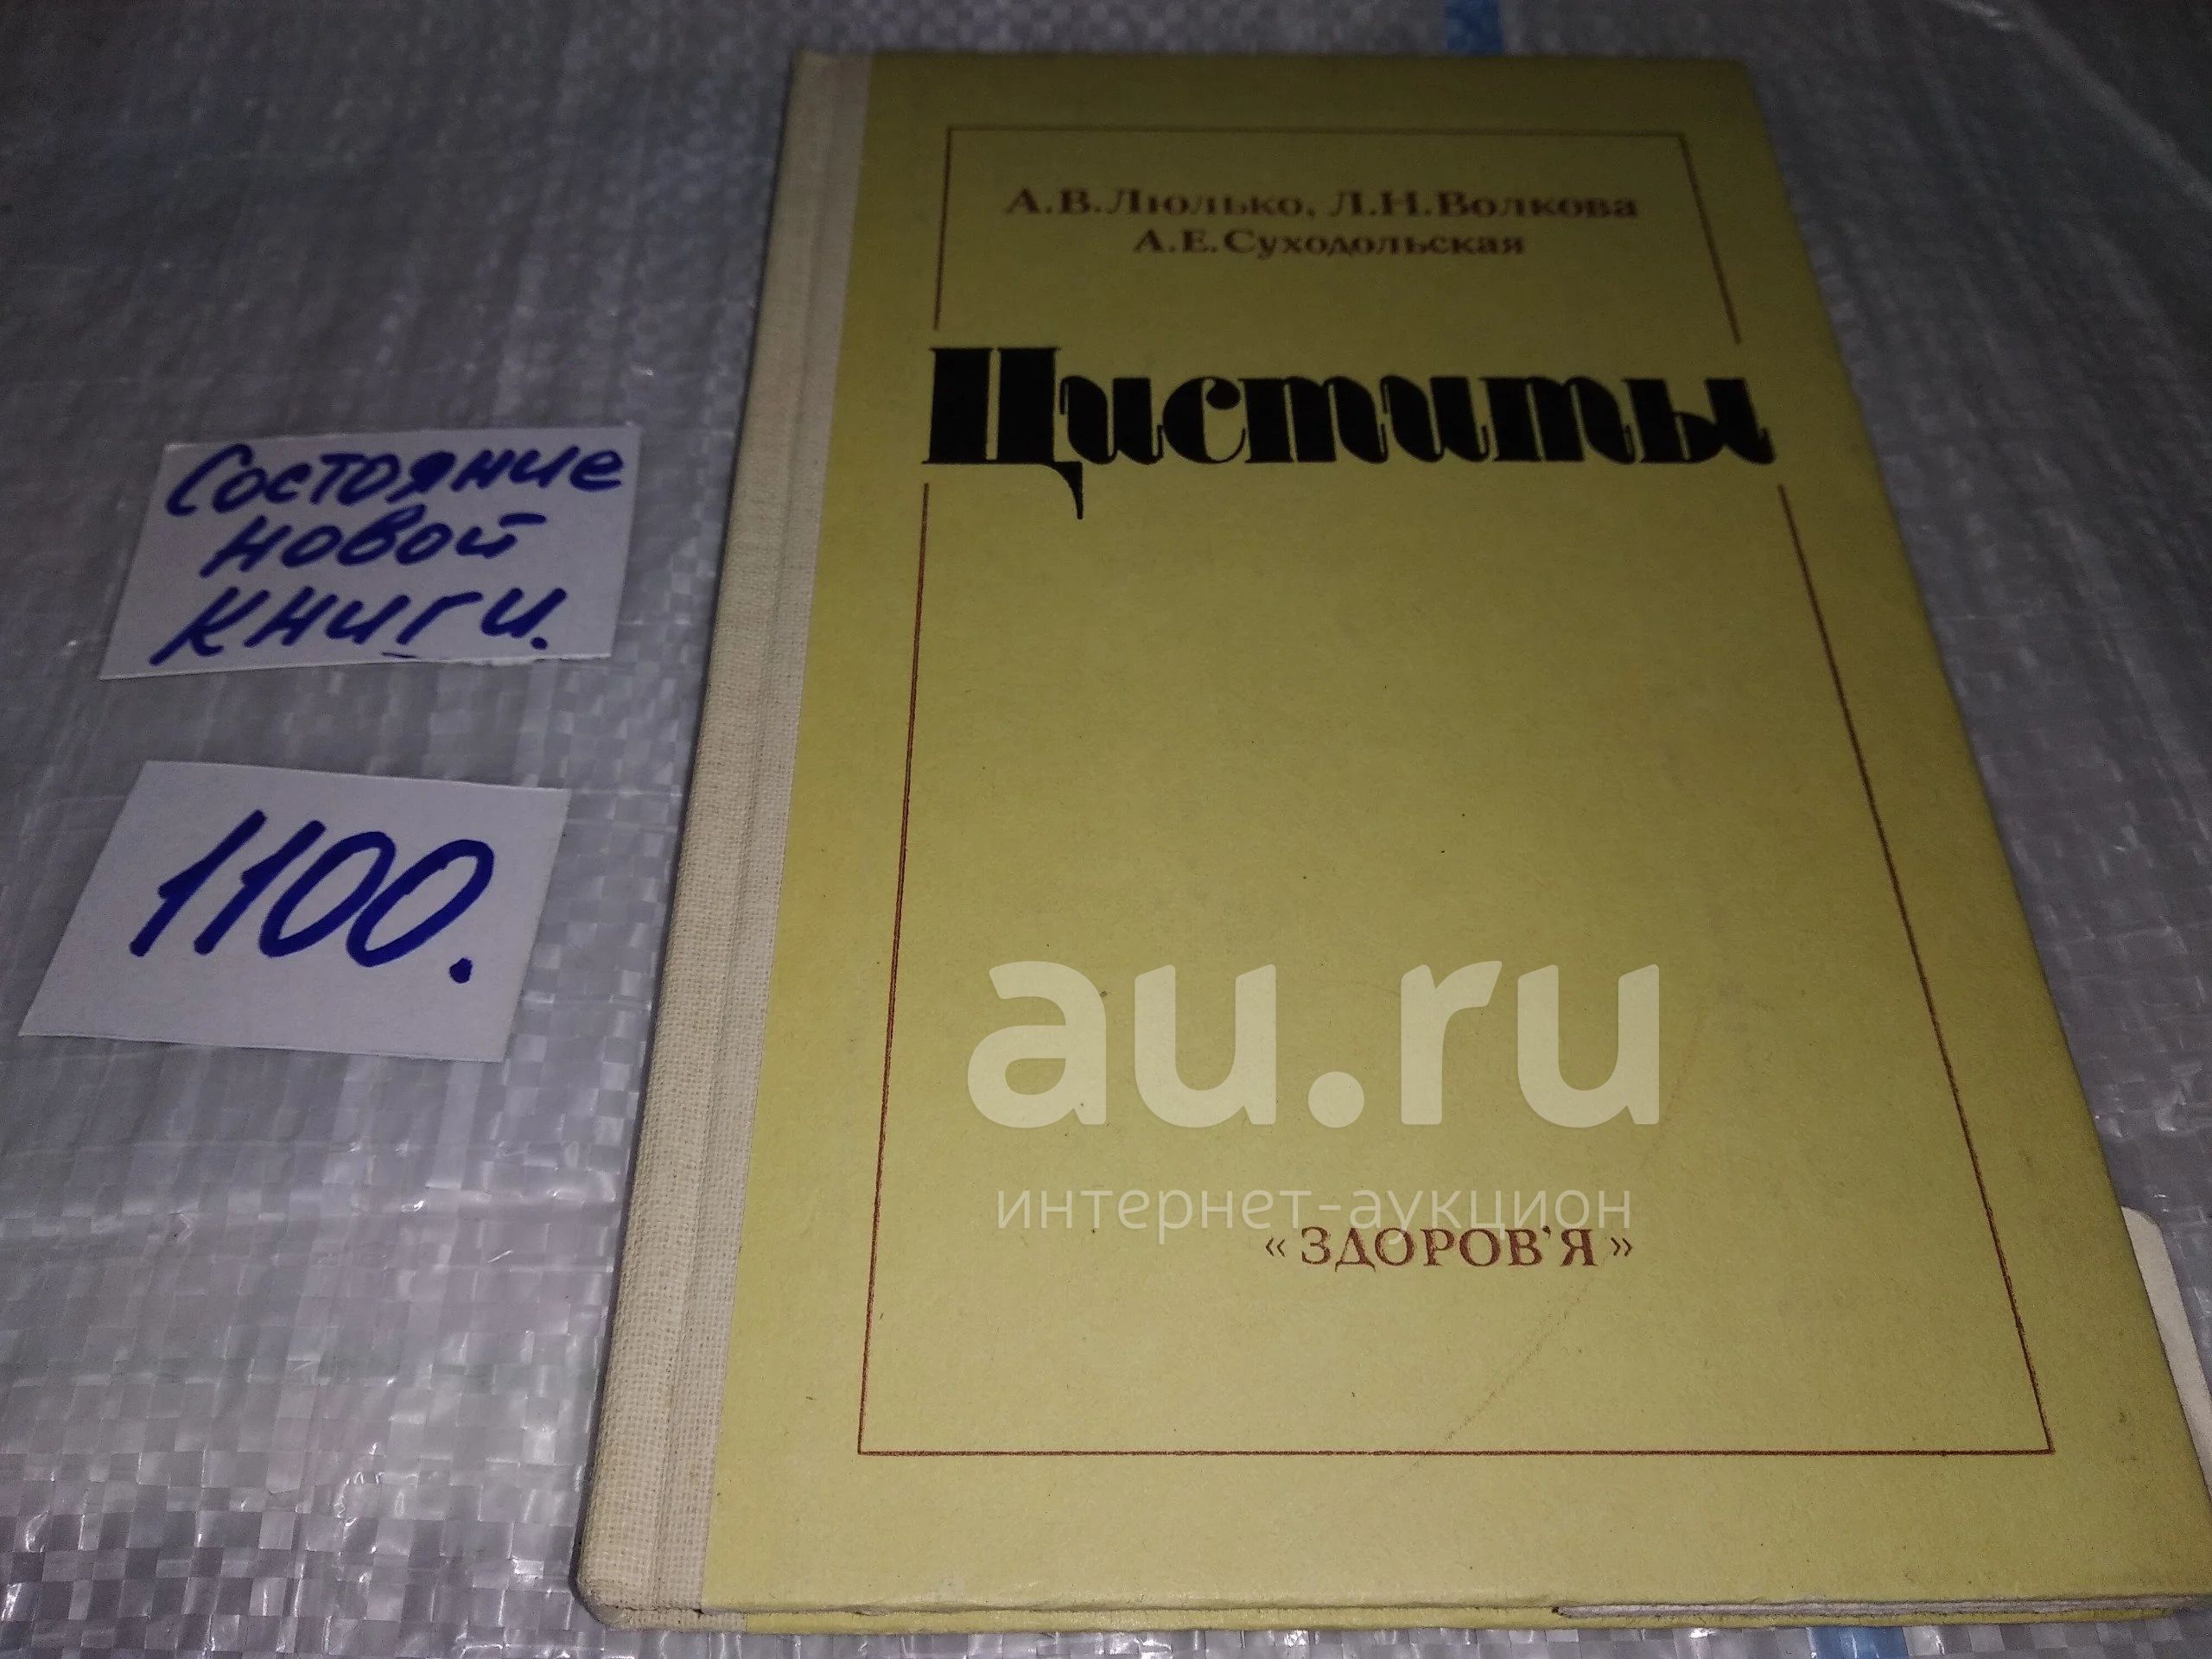 А.В.Люлько, Л.Н.Волкова
А.Е.Суходольская
Циститы
Состояние
новой
книги.
1100.
au.ru
интернет-аукцион
«ЗДОРОВ'Я»